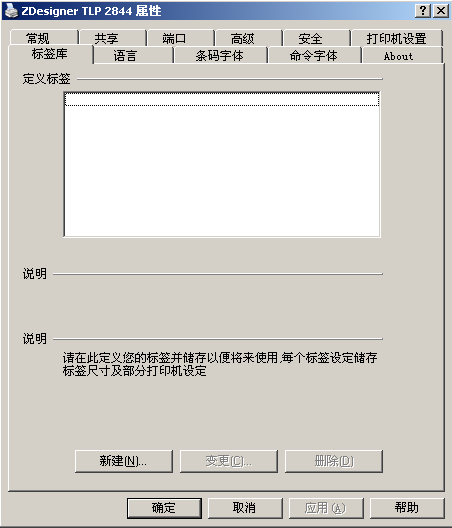 ZDesigner TLP 2844 属性
常规 共享 端口 高级 安全 打印机设置
标签库 语言 条码字体 命令字体 About
定义标签
说明
说明
请在此定义您的标签并储存以便将来使用,每个标签设定储存
标签尺寸及部分打印机设定
新建(N)... 变更(C)... 删除(D)
确定 取消 应用(A) 帮助